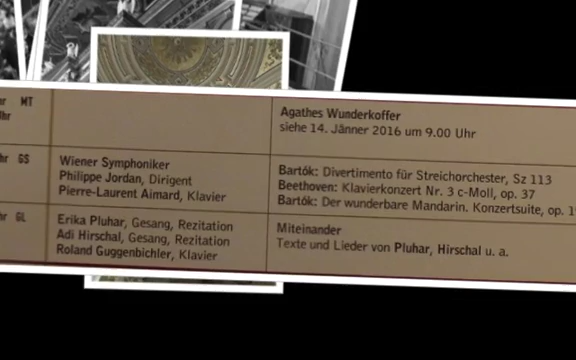 hr MT
Uhr
Agathes Wunderkoffer
siehe 14. Jänner 2016 um 9.00 Uhr
hr GS
Wiener Symphoniker
Philippe Jordan, Dirigent
Pierre-Laurent Aimard, Klavier
Bartók: Divertimento für Streichorchester, Sz 113
Beethoven: Klavierkonzert Nr. 3 c-Moll, op. 37
Bartók: Der wunderbare Mandarin. Konzertsuite, op. 1
hr GL
Erika Pluhar, Gesang, Rezitation
Adi Hirschal, Gesang, Rezitation
Roland Guggenbichler, Klavier
Miteinander
Texte und Lieder von Pluhar, Hirschal u. a.